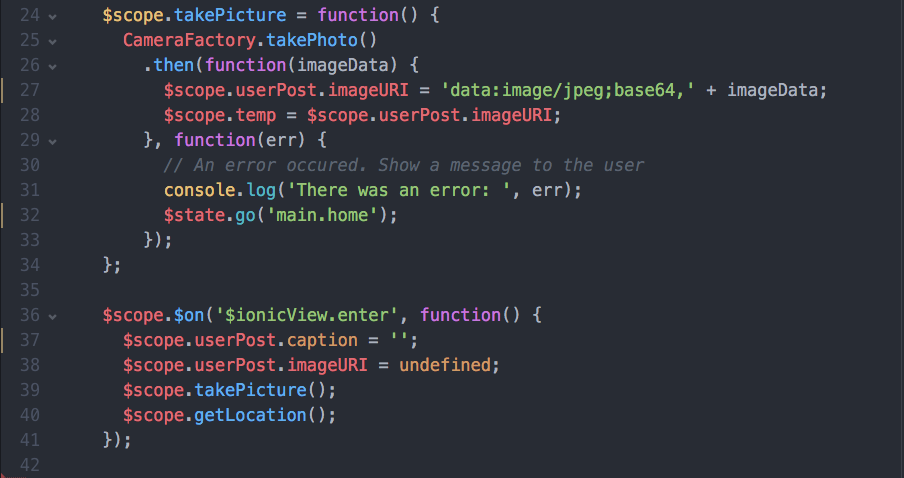 24 $scope.takePicture = function() {
25 CameraFactory.takePhoto()
26 .then(function(imageData) {
27 $scope.userPost.imageURI = 'data:image/jpeg;base64,' + imageData;
28 $scope.temp = $scope.userPost.imageURI;
29 }, function(err) {
30 // An error occured. Show a message to the user
31 console.log('There was an error: ', err);
32 $state.go('main.home');
33 });
34 };
35
36 $scope.$on('$ionicView.enter', function() {
37 $scope.userPost.caption = '';
38 $scope.userPost.imageURI = undefined;
39 $scope.takePicture();
40 $scope.getLocation();
41 });
42